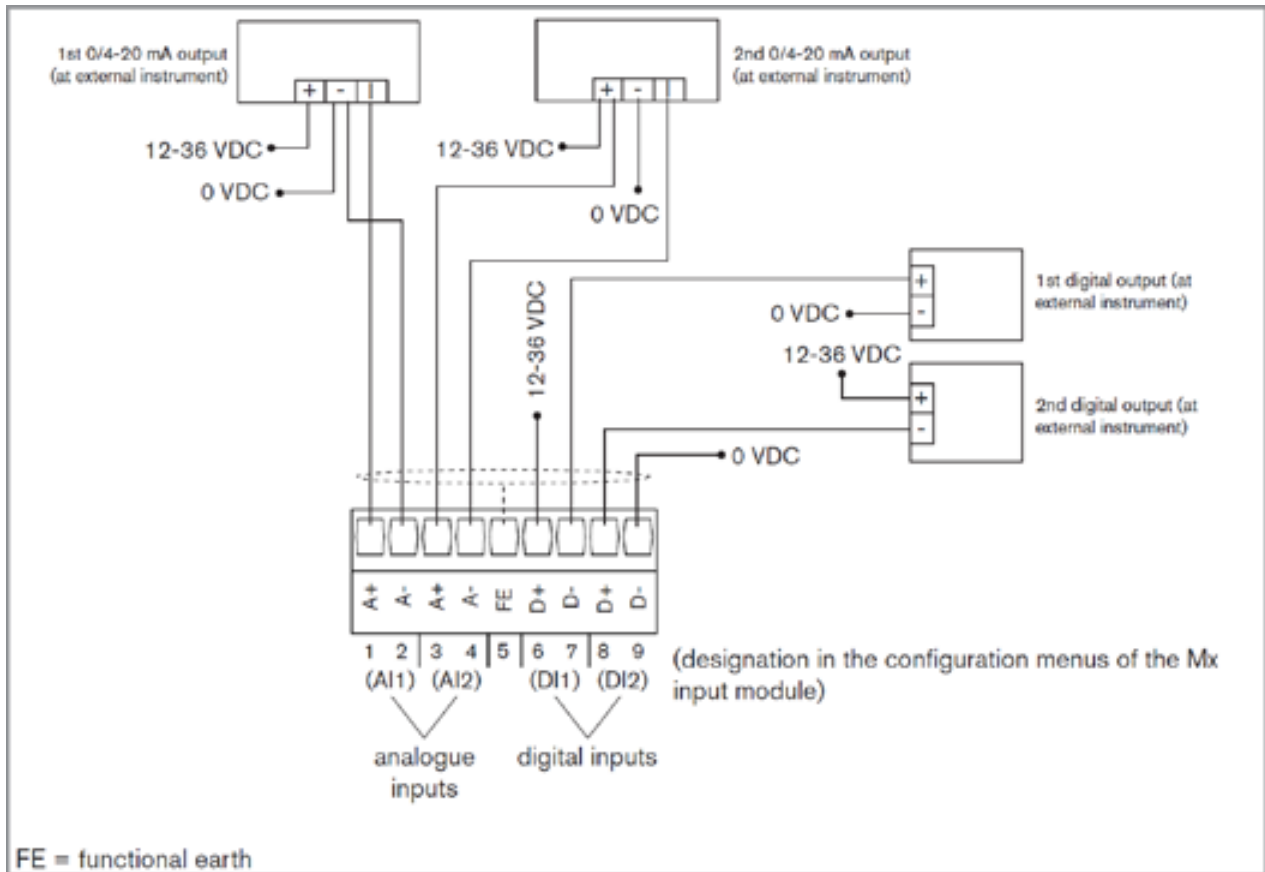 1st 0/4-20 mA output
(at external instrument)
+ - I
12-36 VDC
0 VDC
2nd 0/4-20 mA output
(at external instrument)
+ - I
12-36 VDC
0 VDC
1st digital output (at
external instrument)
+
-
0 VDC
12-36 VDC
2nd digital output (at
external instrument)
+
-
12-36 VDC
0 VDC
A+ A- A+ A- FE D+ D- D+ D-
1 2 3 4 5 6 7 8 9
(AI1) (AI2) (DI1) (DI2)
(designation in the configuration menus of the Mx
input module)
analogue
inputs
digital inputs
FE = functional earth